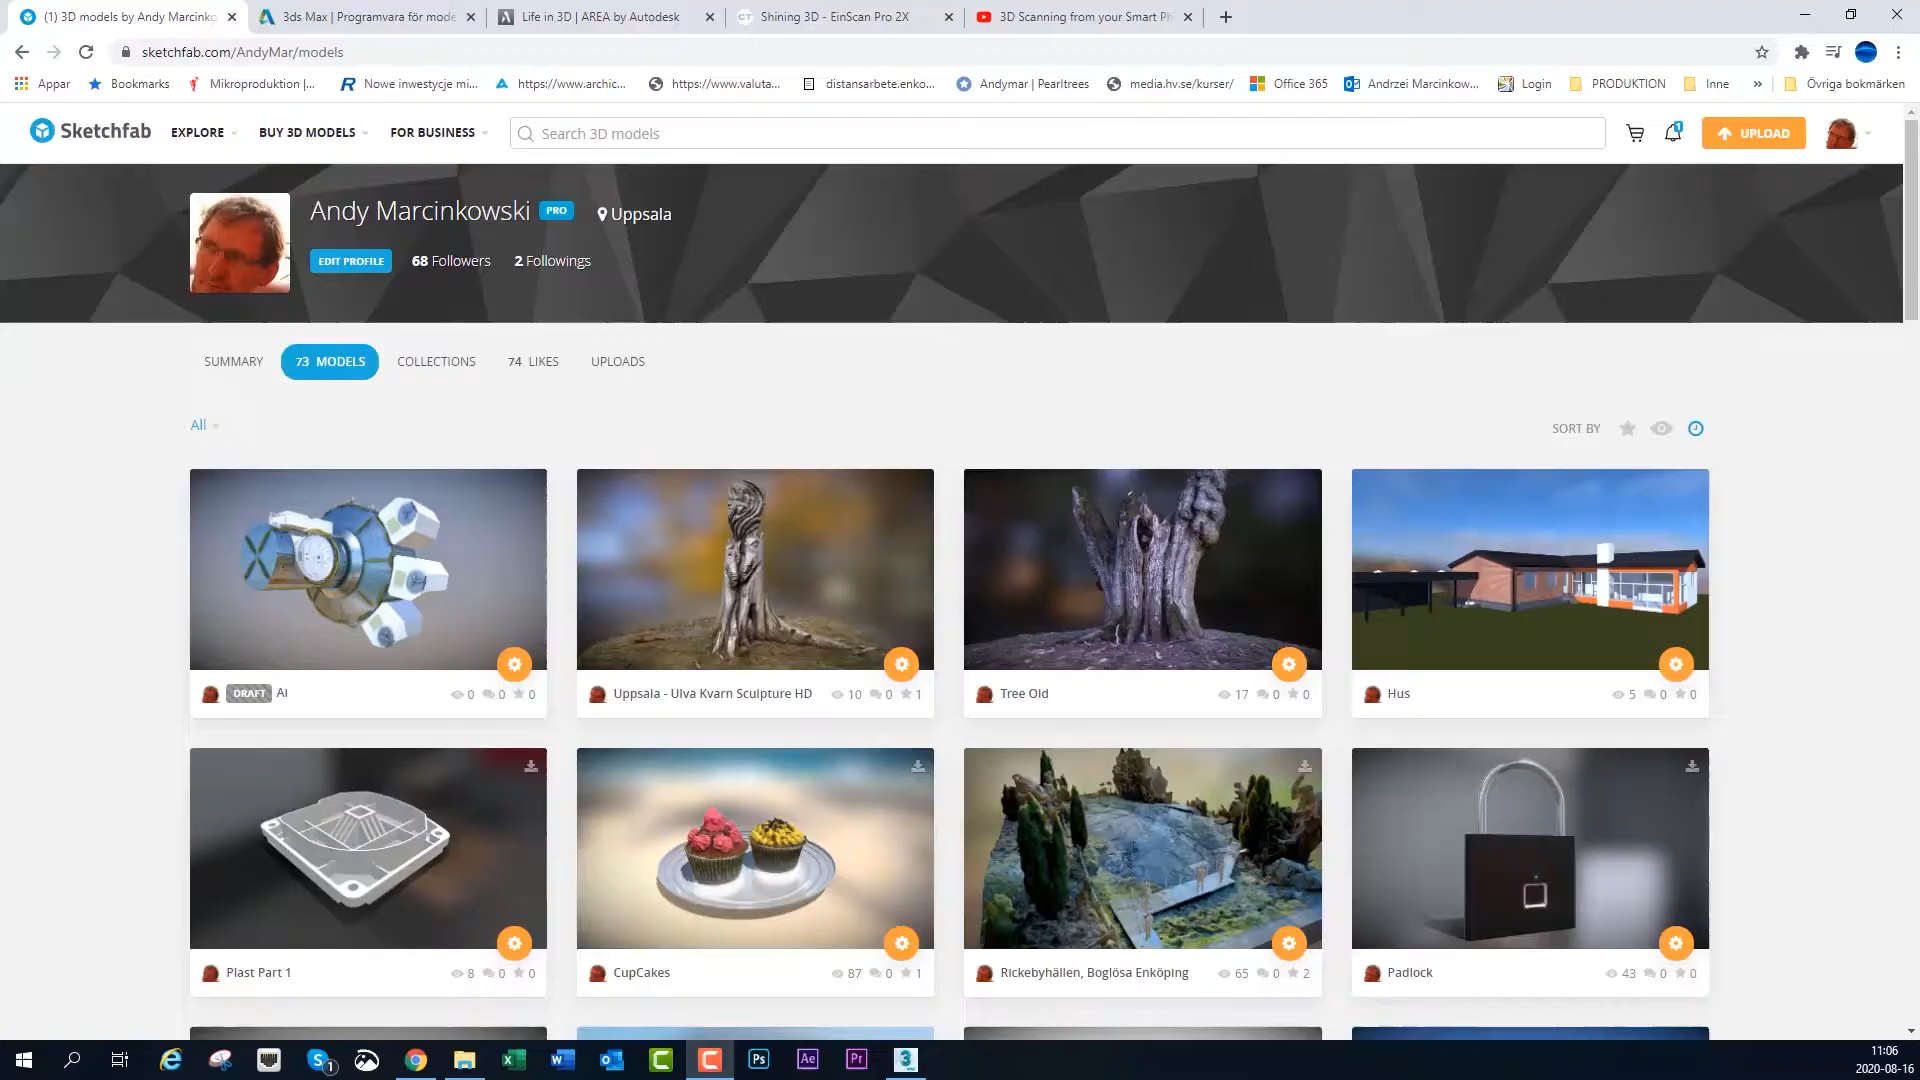 (1) 3D models by Andy Marcinko
3ds Max | Programvara för mode
Life in 3D | AREA by Autodesk
Shining 3D - EinScan Pro 2X
3D Scanning from your Smart Ph
sketchfab.com/AndyMar/models
Appar
Bookmarks
Mikroproduktion |...
Nowe inwestycje mi...
https://www.archic...
https://www.valuta...
distansarbete.enko...
Andymar | Pearltrees
media.hv.se/kurser/
Office 365
Andrzei Marcinkow...
Login
PRODUKTION
Inne
»
Övriga bokmärken
Sketchfab
EXPLORE
BUY 3D MODELS
FOR BUSINESS
Search 3D models
1
UPLOAD
Andy Marcinkowski PRO Uppsala
EDIT PROFILE 68 Followers 2 Followings
SUMMARY 73 MODELS COLLECTIONS 74 LIKES UPLOADS
All
SORT BY
DRAFT AI 0 0 0
Uppsala - Ulva Kvarn Sculpture HD 10 0 1
Tree Old 17 0 0
Hus 5 0 0
Plast Part 1 8 0 0
CupCakes 87 0 1
Rickebyhällen, Boglösa Enköping 65 0 2
Padlock 43 0 0
1
Ps
Ae
Pr
3
11:06
2020-08-16